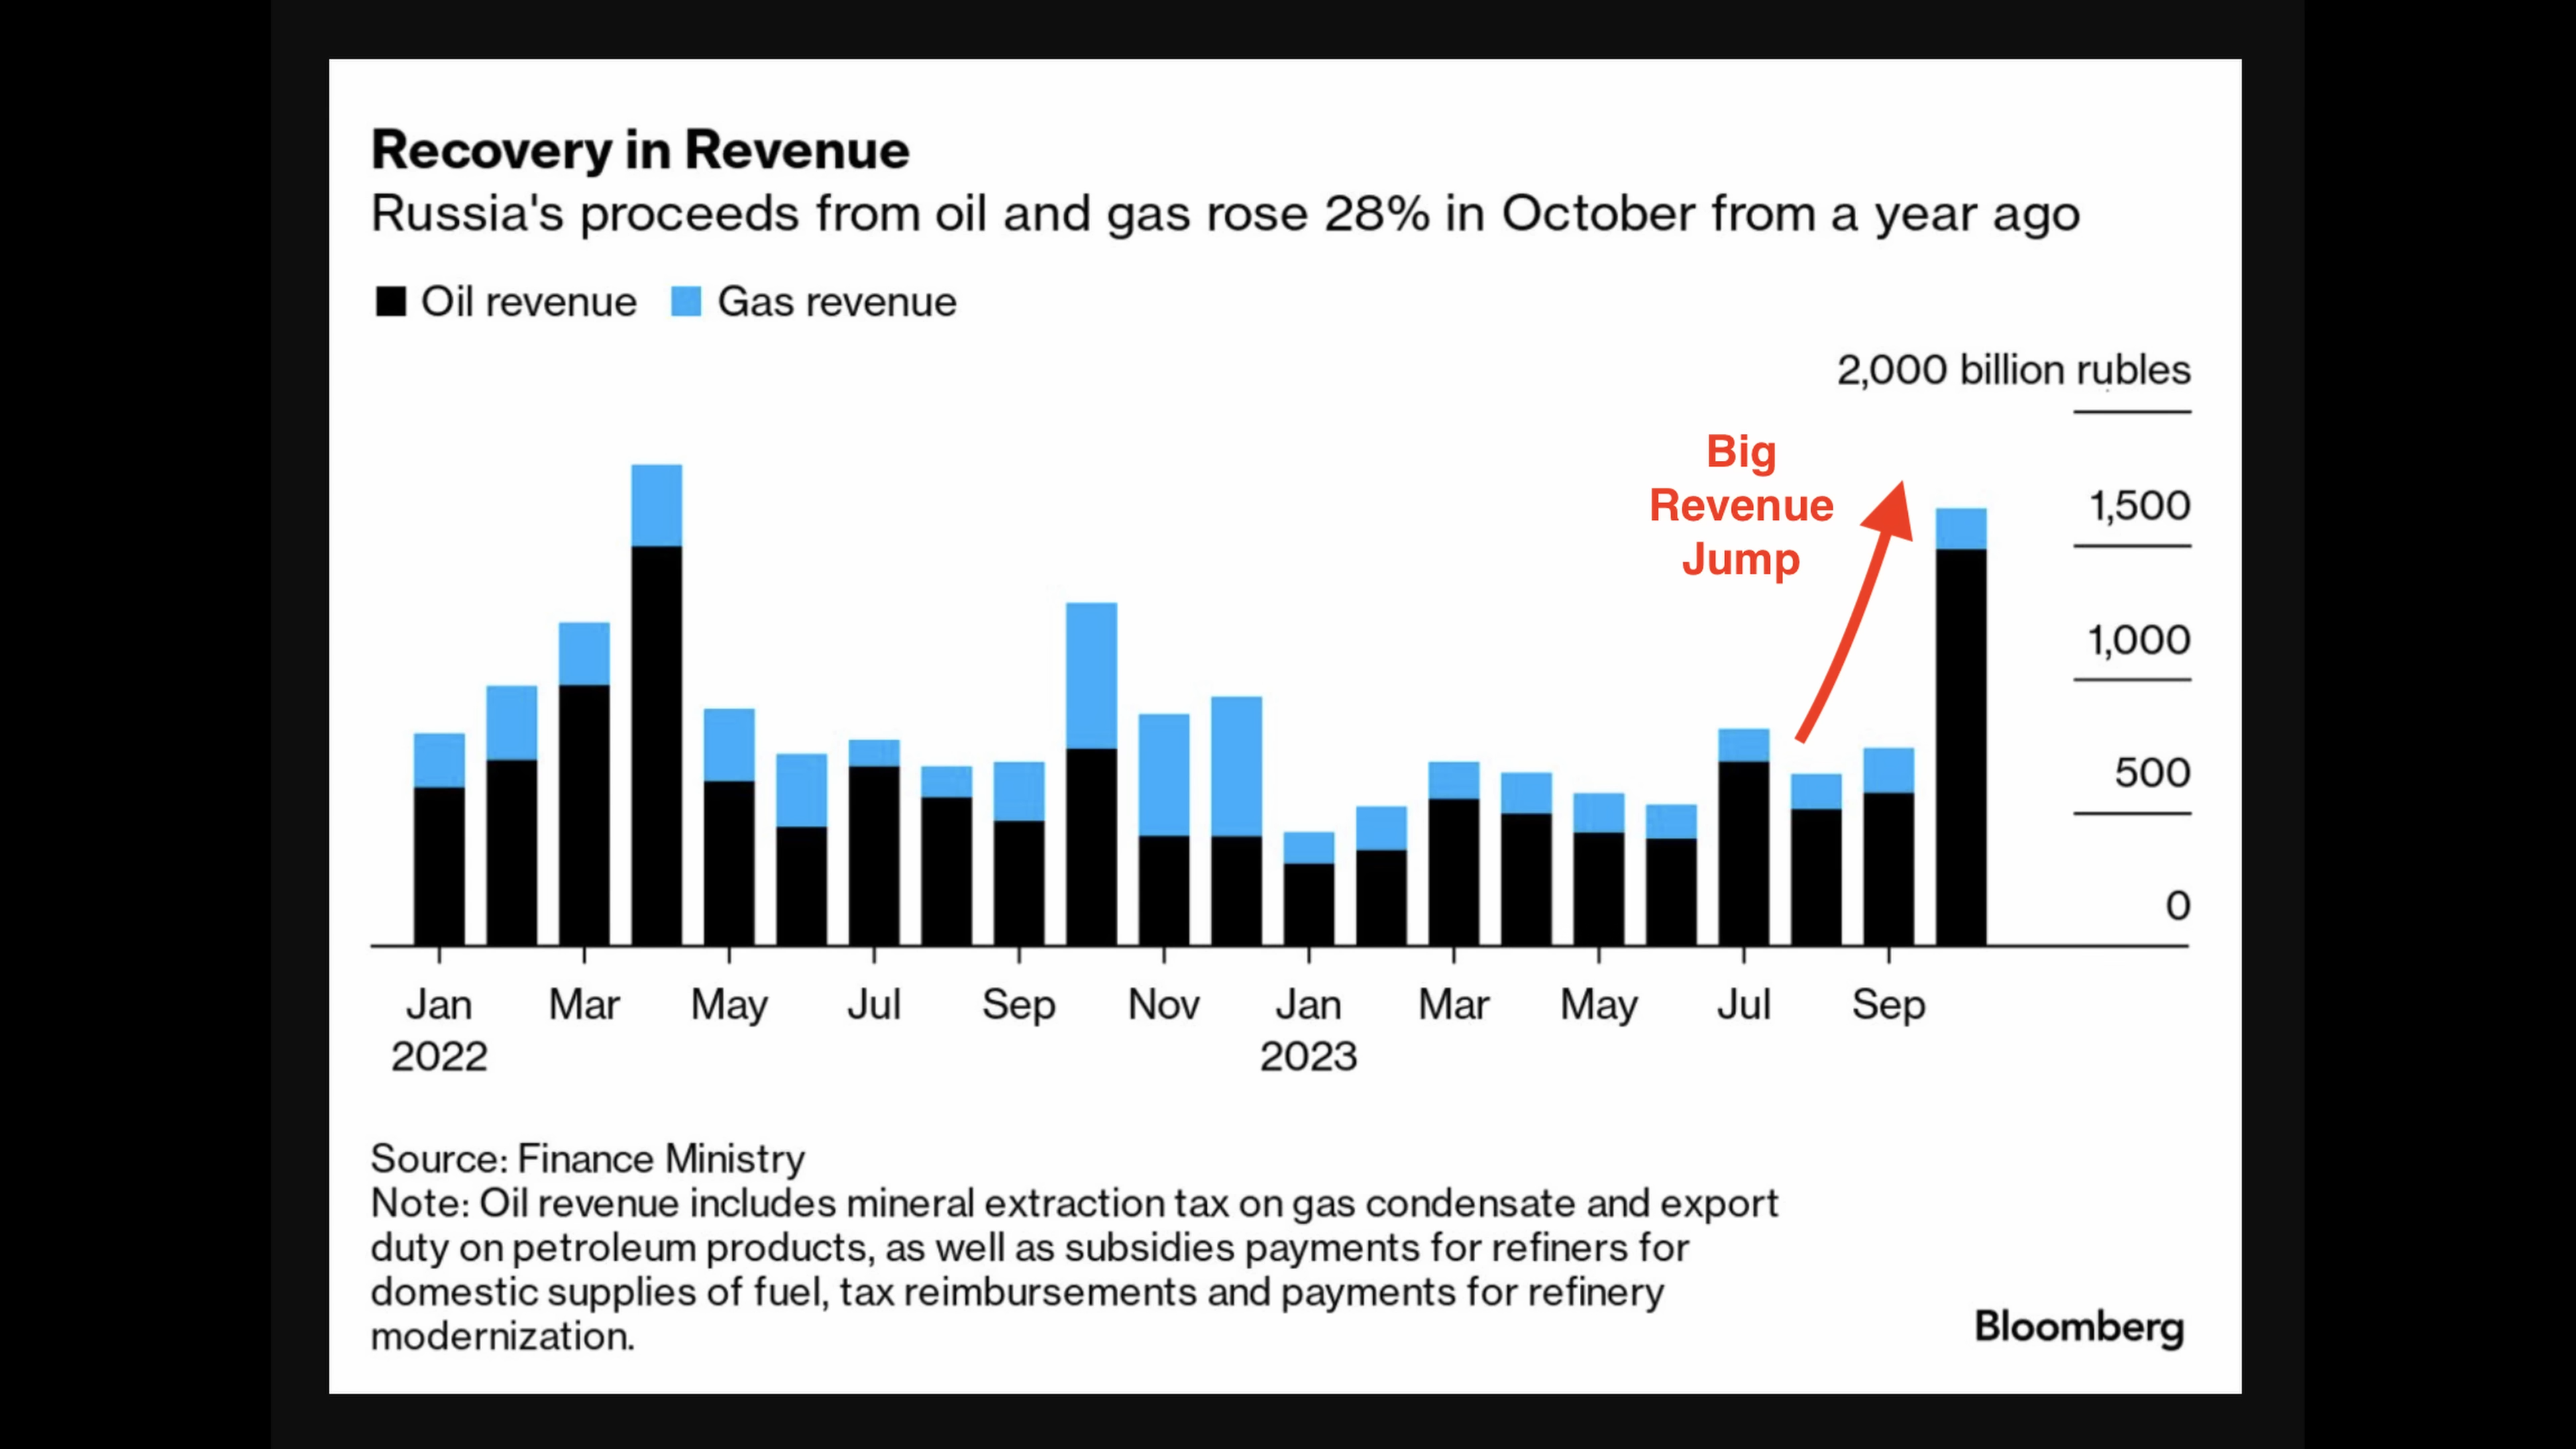 Recovery in Revenue
Russia's proceeds from oil and gas rose 28% in October from a year ago
Oil revenue Gas revenue
2,000 billion rubles
Big
Revenue
Jump
1,500
1,000
500
0
Jan Mar May Jul Sep Nov Jan Mar May Jul Sep
2022 2023
Source: Finance Ministry
Note: Oil revenue includes mineral extraction tax on gas condensate and export
duty on petroleum products, as well as subsidies payments for refiners for
domestic supplies of fuel, tax reimbursements and payments for refinery
modernization.
Bloomberg